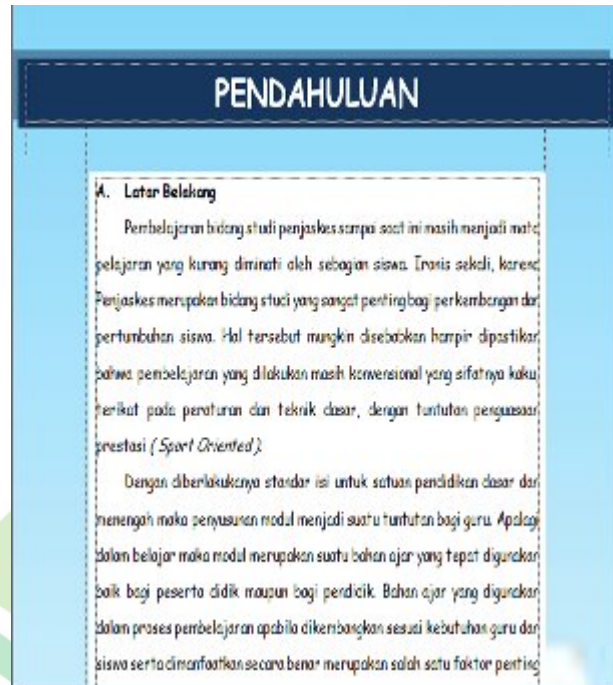 PENDAHULUAN
A. Latar Belakang
Pembelajaran bidang studi penjaskes sampai saat ini masih menjadi mata
pelajaran yang kurang diminati oleh sebagian siswa. Ironis sekali, karena
Penjaskes merupakan bidang studi yang sangat penting bagi perkembangan dan
pertumbuhan siswa. Hal tersebut mungkin disebabkan hampir dipastikan
bahwa pembelajaran yang dilakukan masih konvensional yang sifatnya kaku,
terikat pada peraturan dan teknik dasar, dengan tuntutan penguasaan
prestasi ( Sport Oriented ).
Dengan diberlakukanya standar isi untuk satuan pendidikan dasar dan
menengah maka penyusunan modul menjadi suatu tuntutan bagi guru. Apalagi
dalam belajar maka modul merupakan suatu bahan ajar yang tepat digunakan
baik bagi peserta didik maupun bagi pendidik. Bahan ajar yang digunakan
dalam proses pembelajaran apabila dikembangkan sesuai kebutuhan guru dan
siswa serta dimanfaatkan secara benar merupakan salah satu faktor penting